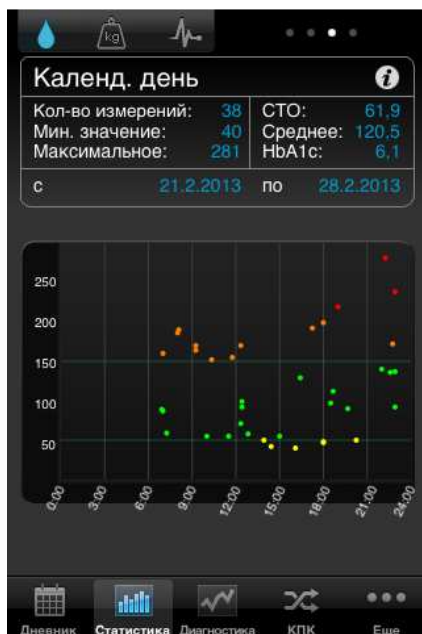 kg
Календ. день
i
Кол-во измерений: 38 СТО: 61,9
Мин. значение: 40 Среднее: 120,5
Максимальное: 281 HbA1c: 6,1
с 21.2.2013 по 28.2.2013
250
200
150
100
50
0:00 3:00 6:00 9:00 12:00 15:00 18:00 21:00 24:00
Дневник Статистика Диагностика КПК Еще